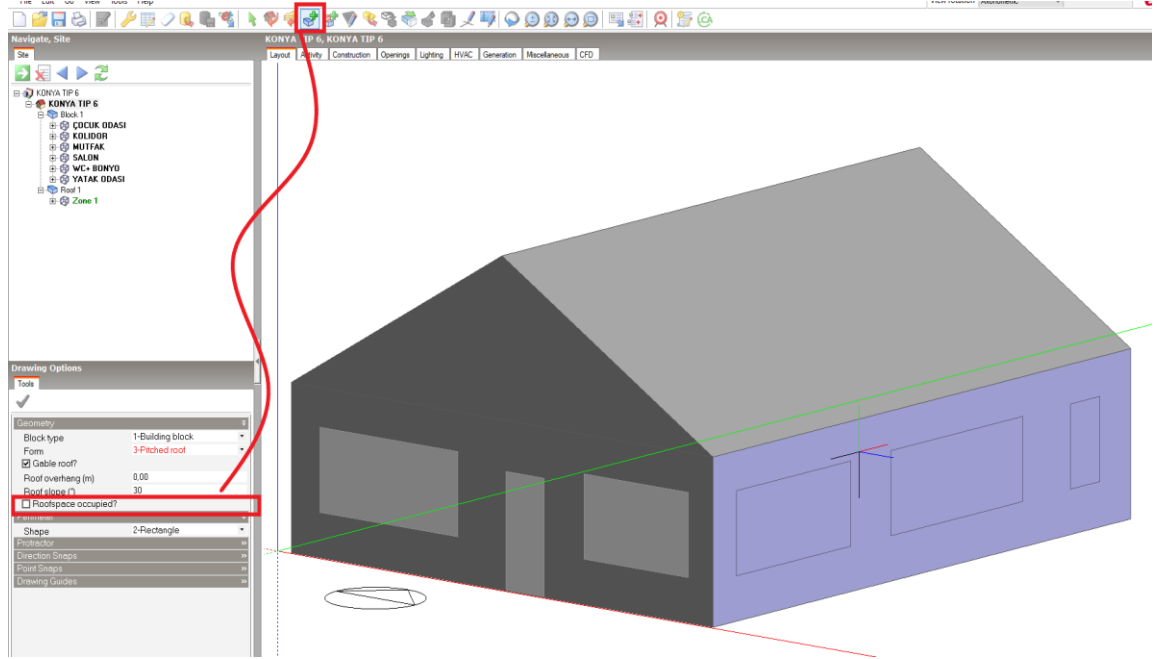 File Edit Go View Tools Help
View rotation Axonometric
Navigate, Site
Site
KONYA TIP 6
KONYA TIP 6
Block 1
ÇOCUK ODASI
KOLIDOR
MUTFAK
SALON
WC+ BONYO
YATAK ODASI
Roof 1
Zone 1
KONYA TIP 6, KONYA TIP 6
Layout Activity Construction Openings Lighting HVAC Generation Miscellaneous CFD
Drawing Options
Tools
Geometry
Block type 1-Building block
Form 3-Pitched roof
Gable roof?
Roof overhang (m) 0,00
Roof slope (°) 30
Roofspace occupied?
Perimeter
Shape 2-Rectangle
Protractor
Direction Snaps
Point Snaps
Drawing Guides